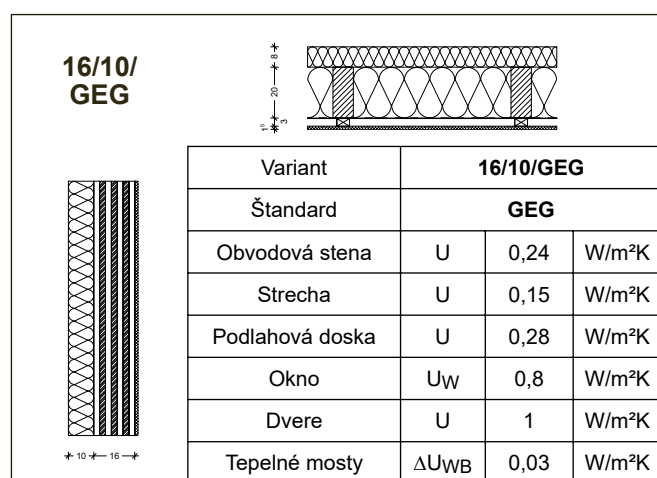 16/10/
GEG
8
20
3
1⁵
Variant 16/10/GEG
Štandard GEG
Obvodová stena U 0,24 W/m²K
Strecha U 0,15 W/m²K
Podlahová doska U 0,28 W/m²K
Okno UW 0,8 W/m²K
Dvere U 1 W/m²K
Tepelné mosty ΔUWB 0,03 W/m²K
10 16